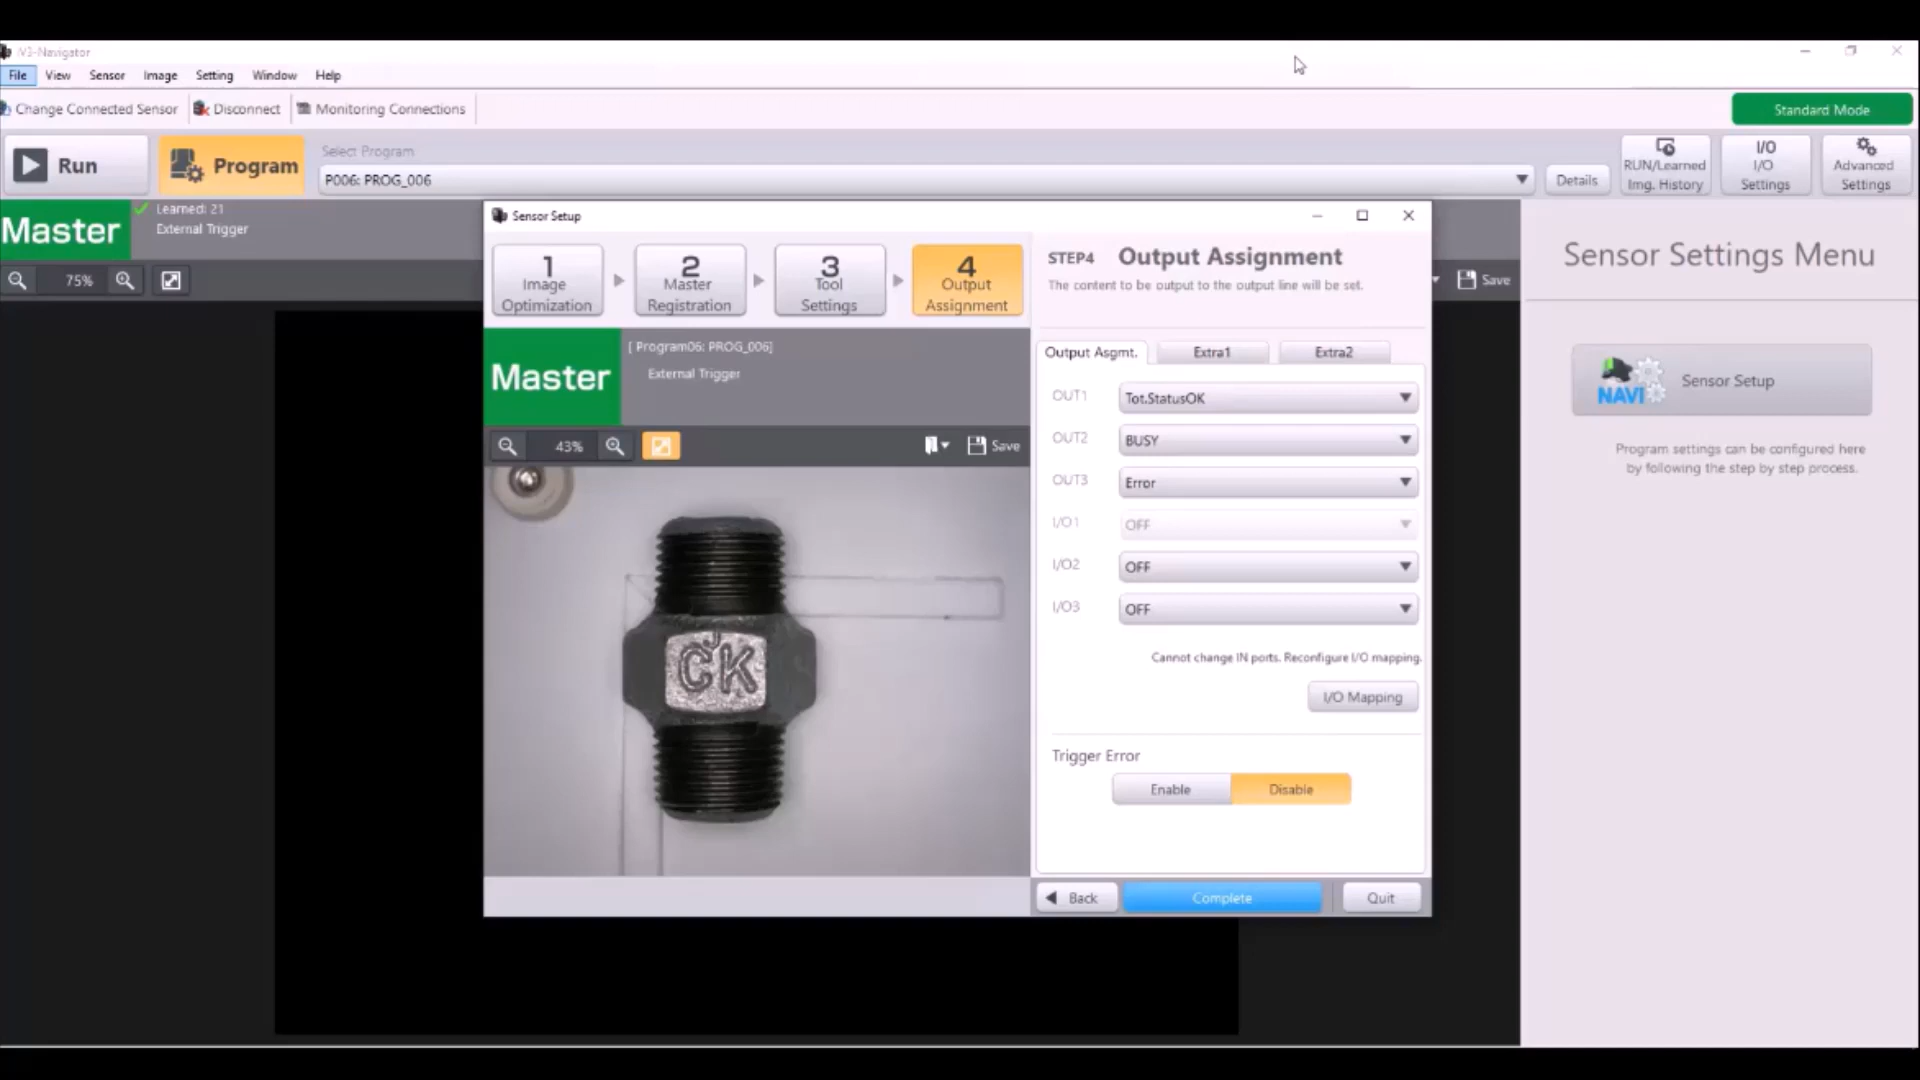 IV3-Navigator
File View Sensor Image Setting Window Help
Change Connected Sensor Disconnect Monitoring Connections
Standard Mode
Run
Program
Select Program
P006: PROG_006
Details
RUN/Learned
Img. History
I/O
I/O
Settings
Advanced
Settings
Master
Learned: 21
External Trigger
75%
Save
Sensor Setup
1
Image
Optimization
2
Master
Registration
3
Tool
Settings
4
Output
Assignment
STEP4 Output Assignment
The content to be output to the output line will be set.
Master
[ Program06: PROG_006]
External Trigger
43%
Save
CK
Output Asgmt. Extra1 Extra2
OUT1 Tot.StatusOK
OUT2 BUSY
OUT3 Error
I/O1 OFF
I/O2 OFF
I/O3 OFF
Cannot change IN ports. Reconfigure I/O mapping.
I/O Mapping
Trigger Error
Enable Disable
Back Complete Quit
Sensor Settings Menu
NAVI
Sensor Setup
Program settings can be configured here
by following the step by step process.